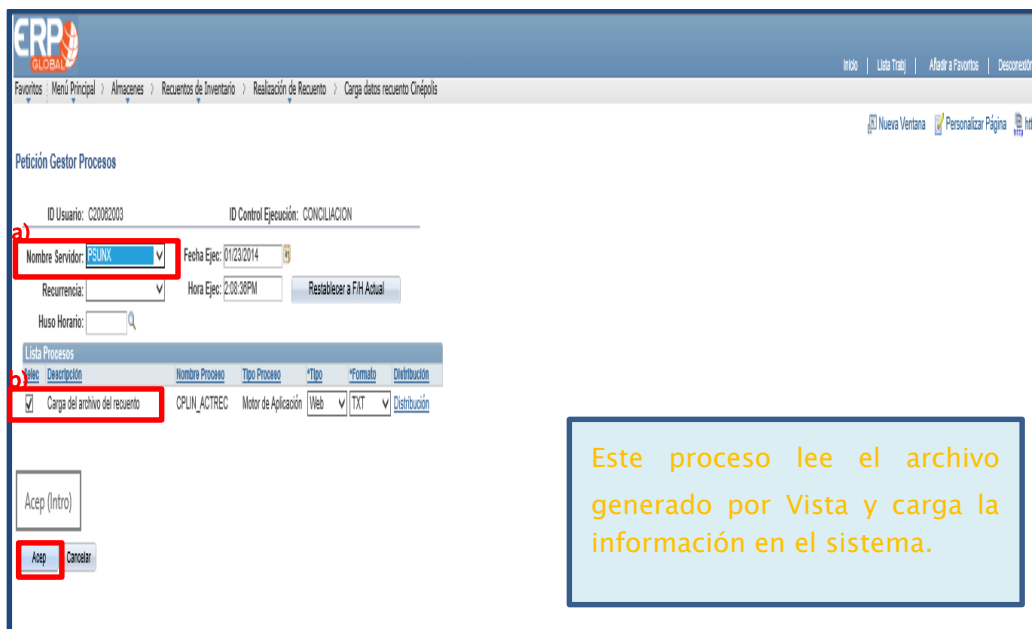 ERP
GLOBAL
Inicio | Lista Trabj | Añadir a Favoritos | Desconexión
Favoritos Menú Principal > Almacenes > Recuentos de Inventario > Realización de Recuento > Carga datos recuento Cinépolis
Nueva Ventana Personalizar Página http
Petición Gestor Procesos
ID Usuario: C20062003 ID Control Ejecución: CONCILIACION
a)
Nombre Servidor: PSUNX Fecha Ejec: 01/23/2014
Recurrencia: Hora Ejec: 2:08:36PM Restablecer a F/H Actual
Huso Horario:
Lista Procesos
b)
Selec Descripción Nombre Proceso Tipo Proceso *Tipo *Formato Distribución
Carga del archivo del recuento CPLIN_ACTREC Motor de Aplicación Web TXT Distribución
Acep (Intro)
Acep Cancelar
Este proceso lee el archivo
generado por Vista y carga la
información en el sistema.